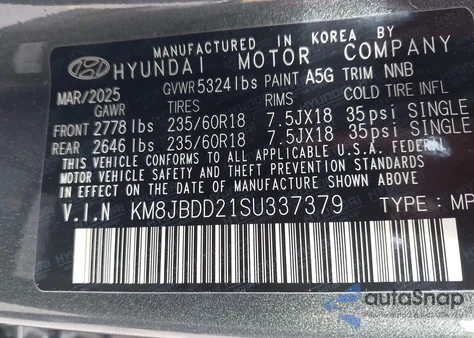 MANUFACTURED IN KOREA BY
HYUNDAI MOTOR COMPANY
MAR/2025 GVWR 5324 lbs PAINT A5G TRIM NNB
GAWR TIRES RIMS COLD TIRE INFL
FRONT 2778 lbs 235/60R18 7.5JX18 35psi SINGLE
REAR 2646 lbs 235/60R18 7.5JX18 35psi SINGLE
THIS VEHICLE CONFORMS TO ALL APPLICABLE U.S.A. FEDERAL
MOTOR VEHICLE SAFETY AND THEFT PREVENTION STANDARDS
IN EFFECT ON THE DATE OF MANUFACTURE SHOWN ABOVE.
V.I.N KM8JBDD21SU337379 TYPE : MP
autoSnap